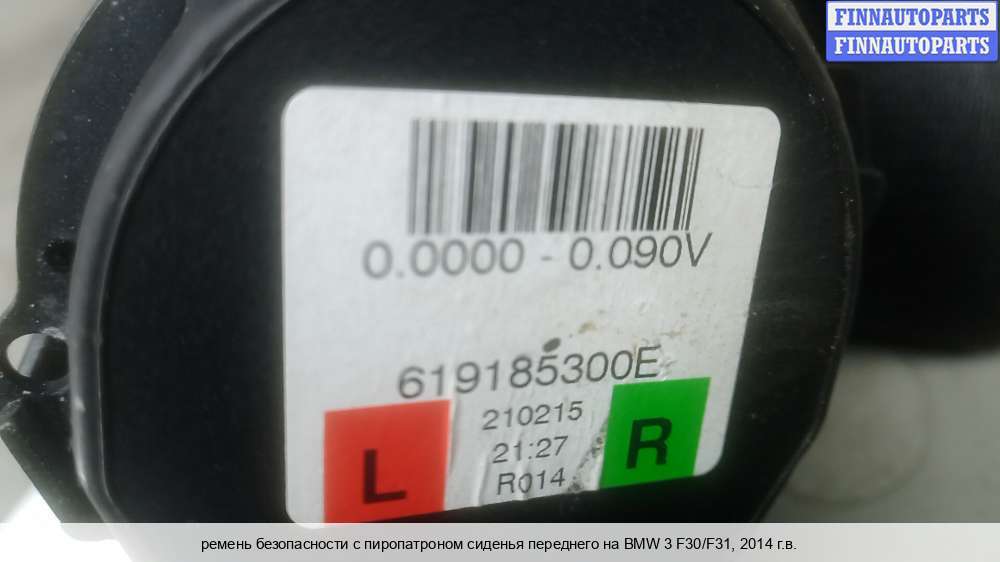 FINNAUTOPARTS
FINNAUTOPARTS
0.0000 - 0.090V
619185300E
210215
21:27
R014
L
R
ремень безопасности с пиропатроном сиденья переднего на BMW 3 F30/F31, 2014 г.в.